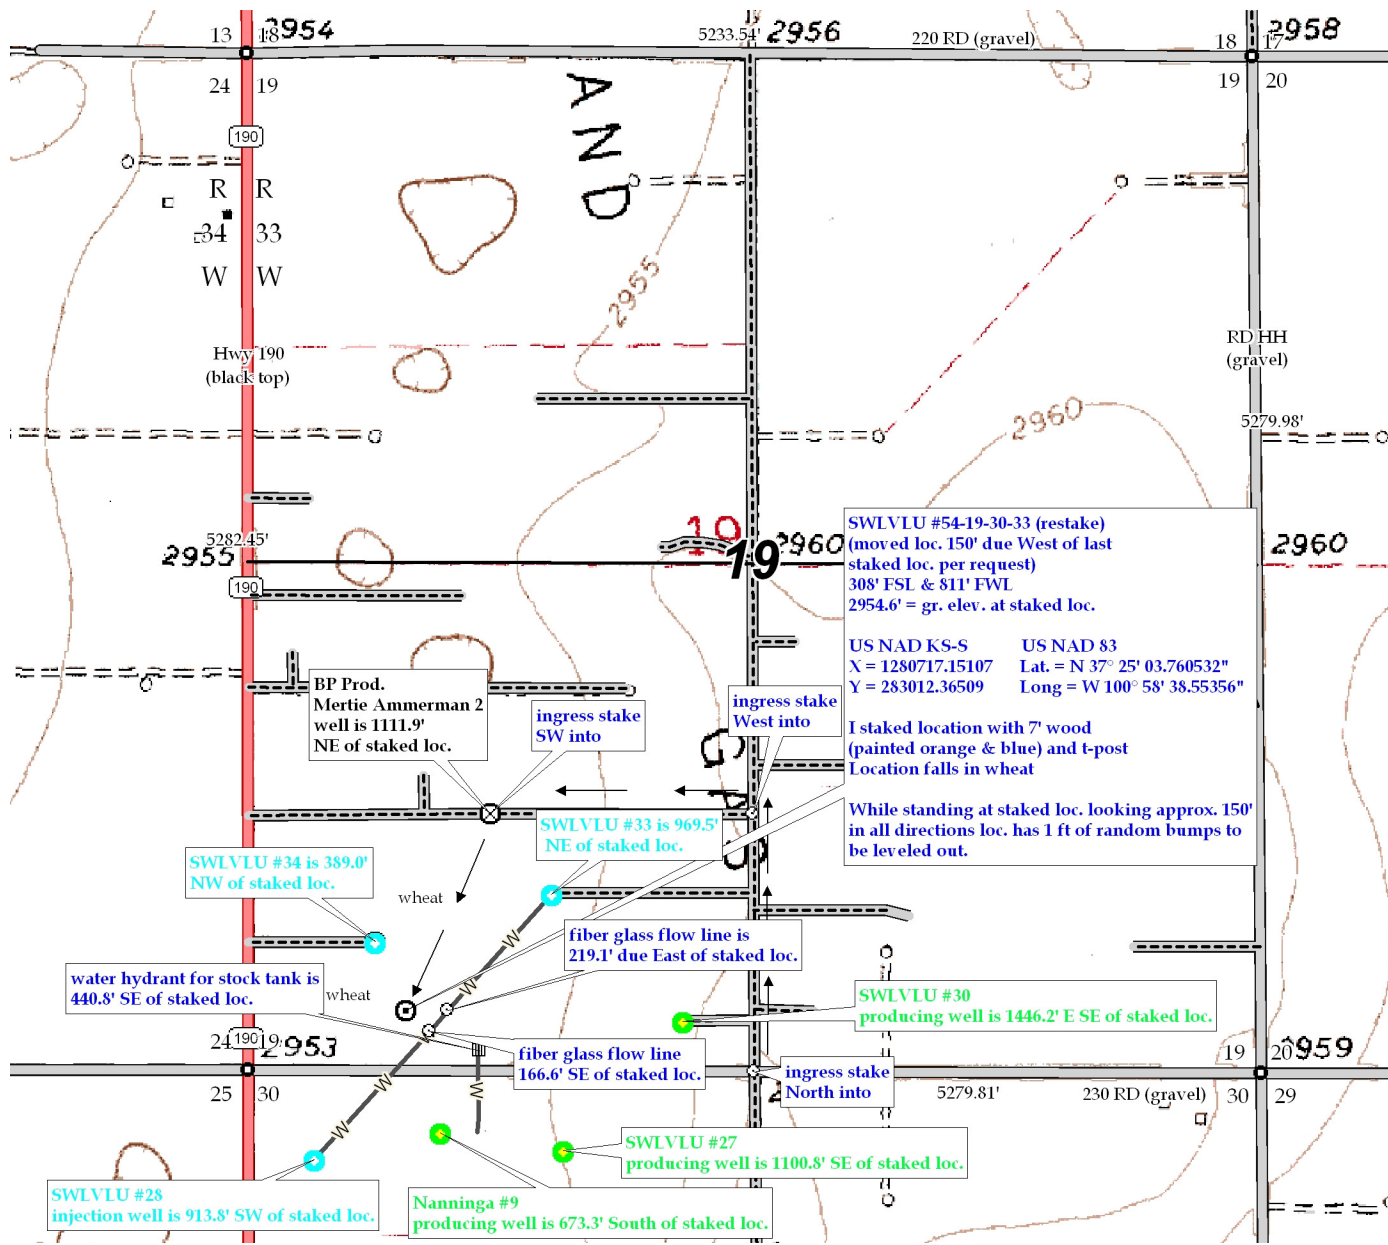 13
18
2954
5233.54'
2956
220 RD (gravel)
18
17
2958
24
19
19
20
AND
190
R
R
34
33
W
W
2955
Hwy 190
(black top)
RD HH
(gravel)
2960
5279.98'
5282.45'
2955
190
19
19
2960
2960
SWLVLU #54-19-30-33 (restake)
(moved loc. 150' due West of last
staked loc. per request)
308' FSL & 811' FWL
2954.6' = gr. elev. at staked loc.
US NAD KS-S US NAD 83
X = 1280717.15107 Lat. = N 37° 25' 03.760532"
Y = 283012.36509 Long = W 100° 58' 38.55356"
I staked location with 7' wood
(painted orange & blue) and t-post
Location falls in wheat
While standing at staked loc. looking approx. 150'
in all directions loc. has 1 ft of random bumps to
be leveled out.
BP Prod.
Mertie Ammerman 2
well is 1111.9'
NE of staked loc.
ingress stake
SW into
ingress stake
West into
G
SWLVLU #33 is 969.5'
NE of staked loc.
SWLVLU #34 is 389.0'
NW of staked loc.
wheat
fiber glass flow line is
219.1' due East of staked loc.
W
water hydrant for stock tank is
440.8' SE of staked loc.
wheat
W
SWLVLU #30
producing well is 1446.2' E SE of staked loc.
24
190
19
2953
fiber glass flow line
166.6' SE of staked loc.
19
20
2959
ingress stake
North into
25
30
W
W
5279.81'
230 RD (gravel)
30
29
W
SWLVLU #27
producing well is 1100.8' SE of staked loc.
SWLVLU #28
injection well is 913.8' SW of staked loc.
Nanninga #9
producing well is 673.3' South of staked loc.